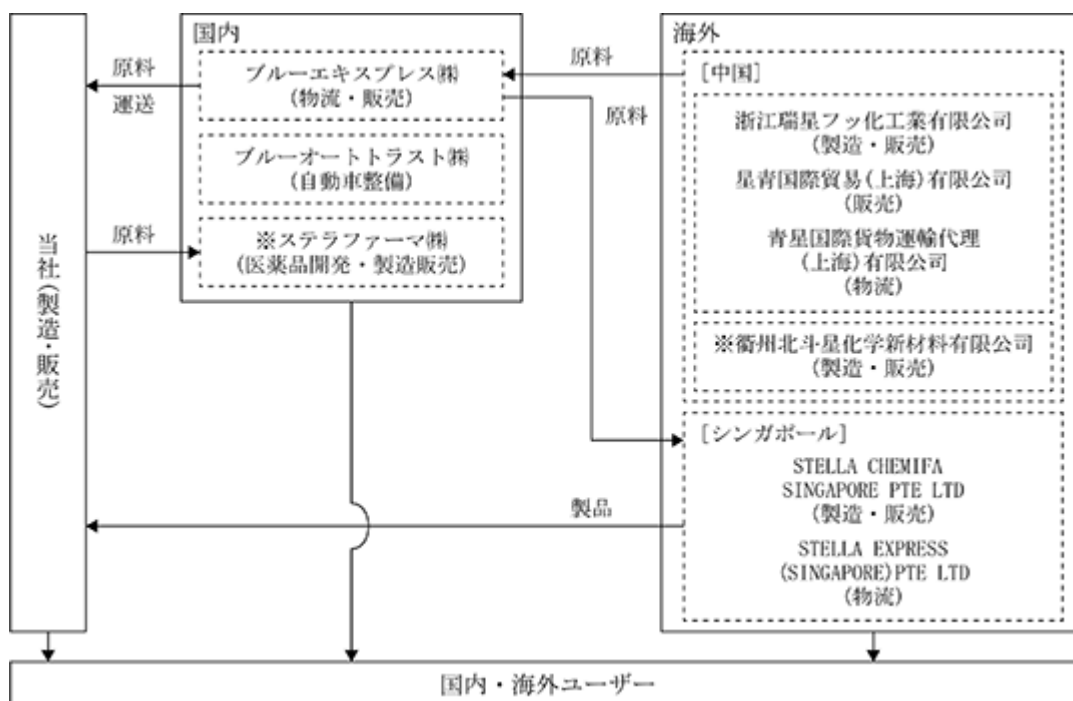 当社(製造・販売)
原料
運送
原料
国内
ブルーエキスプレス㈱
(物流・販売)
ブルーオートトラスト㈱
(自動車整備)
※ステラファーマ㈱
(医薬品開発・製造販売)
原料
原料
製品
海外
[中国]
浙江瑞星フッ化工業有限公司
(製造・販売)
星青国際貿易(上海)有限公司
(販売)
青星国際貨物運輸代理
(上海)有限公司
(物流)
※衢州北斗星化学新材料有限公司
(製造・販売)
[シンガポール]
STELLA CHEMIFA
SINGAPORE PTE LTD
(製造・販売)
STELLA EXPRESS
(SINGAPORE)PTE LTD
(物流)
国内・海外ユーザー